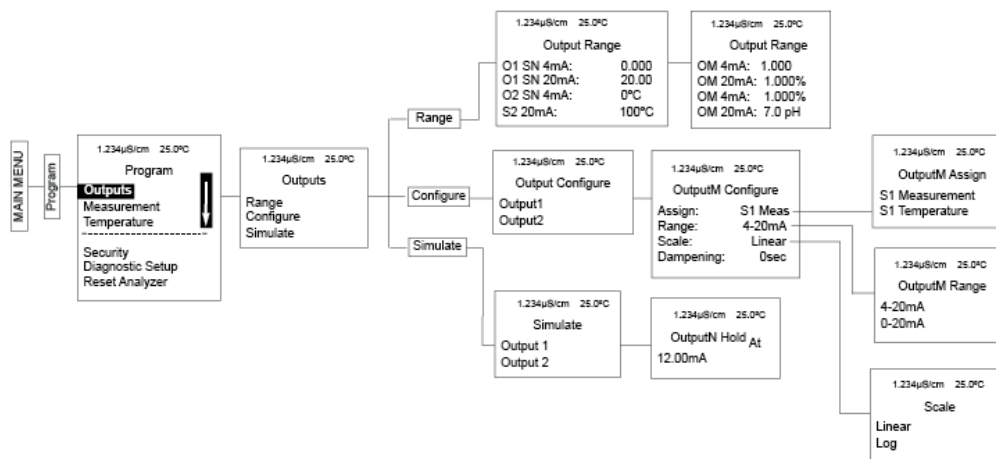 MAIN MENU
Program
1.234µS/cm 25.0ºC
Program
Outputs
Measurement
Temperature
Security
Diagnostic Setup
Reset Analyzer
1.234µS/cm 25.0ºC
Outputs
Range
Configure
Simulate
Range
1.234µS/cm 25.0ºC
Output Range
O1 SN 4mA: 0.000
O1 SN 20mA: 20.00
O2 SN 4mA: 0ºC
S2 20mA: 100ºC
1.234µS/cm 25.0ºC
Output Range
OM 4mA: 1.000
OM 20mA: 1.000%
OM 4mA: 1.000%
OM 20mA: 7.0 pH
Configure
1.234µS/cm 25.0ºC
Output Configure
Output1
Output2
1.234µS/cm 25.0ºC
OutputM Configure
Assign: S1 Meas
Range: 4-20mA
Scale: Linear
Dampening: 0sec
1.234µS/cm 25.0ºC
OutputM Assign
S1 Measurement
S1 Temperature
1.234µS/cm 25.0ºC
OutputM Range
4-20mA
0-20mA
1.234µS/cm 25.0ºC
Scale
Linear
Log
Simulate
1.234µS/cm 25.0ºC
Simulate
Output 1
Output 2
1.234µS/cm 25.0ºC
OutputN Hold At
12.00mA